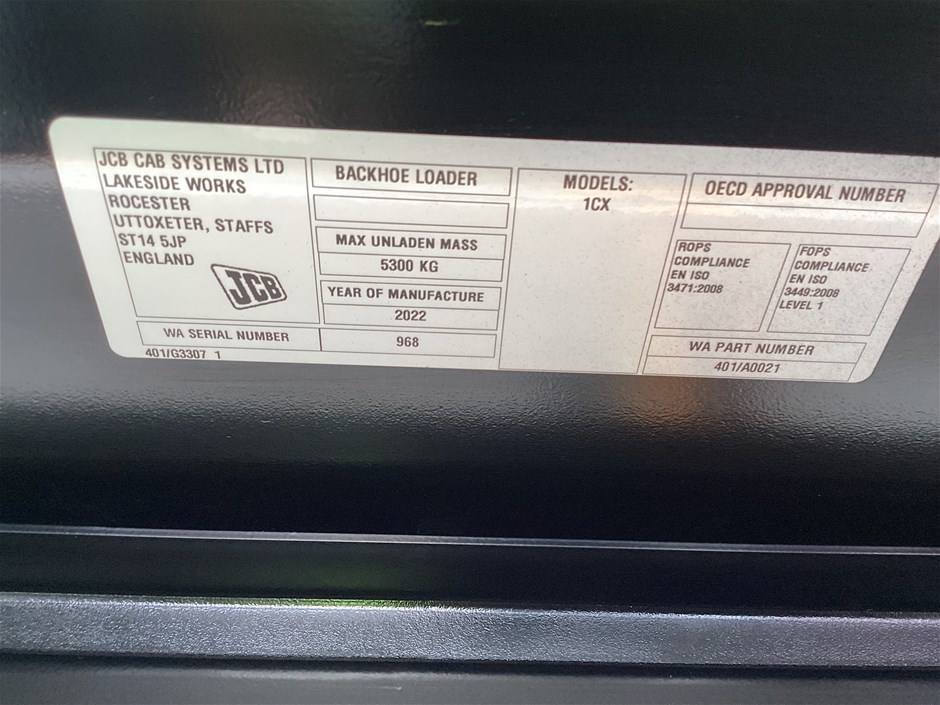 JCB CAB SYSTEMS LTD
LAKESIDE WORKS
ROCESTER
UTTOXETER, STAFFS
ST14 5JP
ENGLAND
JCB
WA SERIAL NUMBER
968
401/G3307 1
BACKHOE LOADER
MAX UNLADEN MASS
5300 KG
YEAR OF MANUFACTURE
2022
MODELS:
1CX
OECD APPROVAL NUMBER
ROPS
COMPLIANCE
EN ISO
3471:2008
FOPS
COMPLIANCE
EN ISO
3449:2008
LEVEL 1
WA PART NUMBER
401/A0021